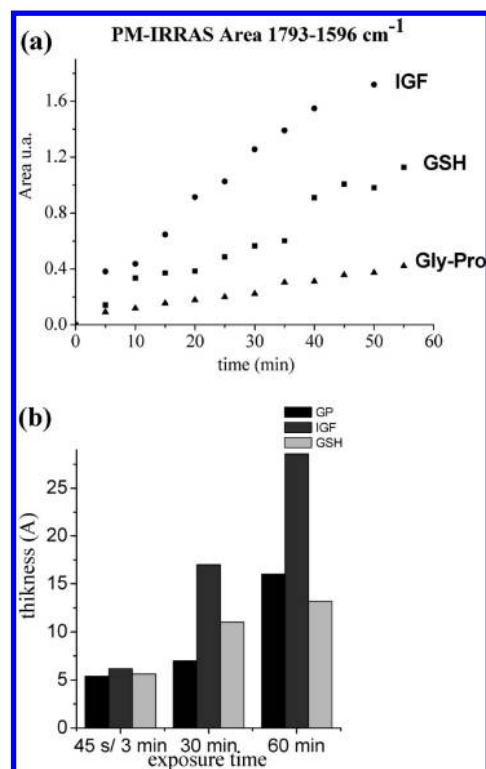 (a) PM-IRRAS Area 1793-1596 cm-1
IGF
GSH
Gly-Pro
Area u.a.
1.6
1.2
0.8
0.4
0.0
0 10 20 30 40 50 60
time (min)
(b)
GP
IGF
GSH
thikness (A)
25
20
15
10
5
0
45 s/ 3 min 30 min 60 min
exposure time